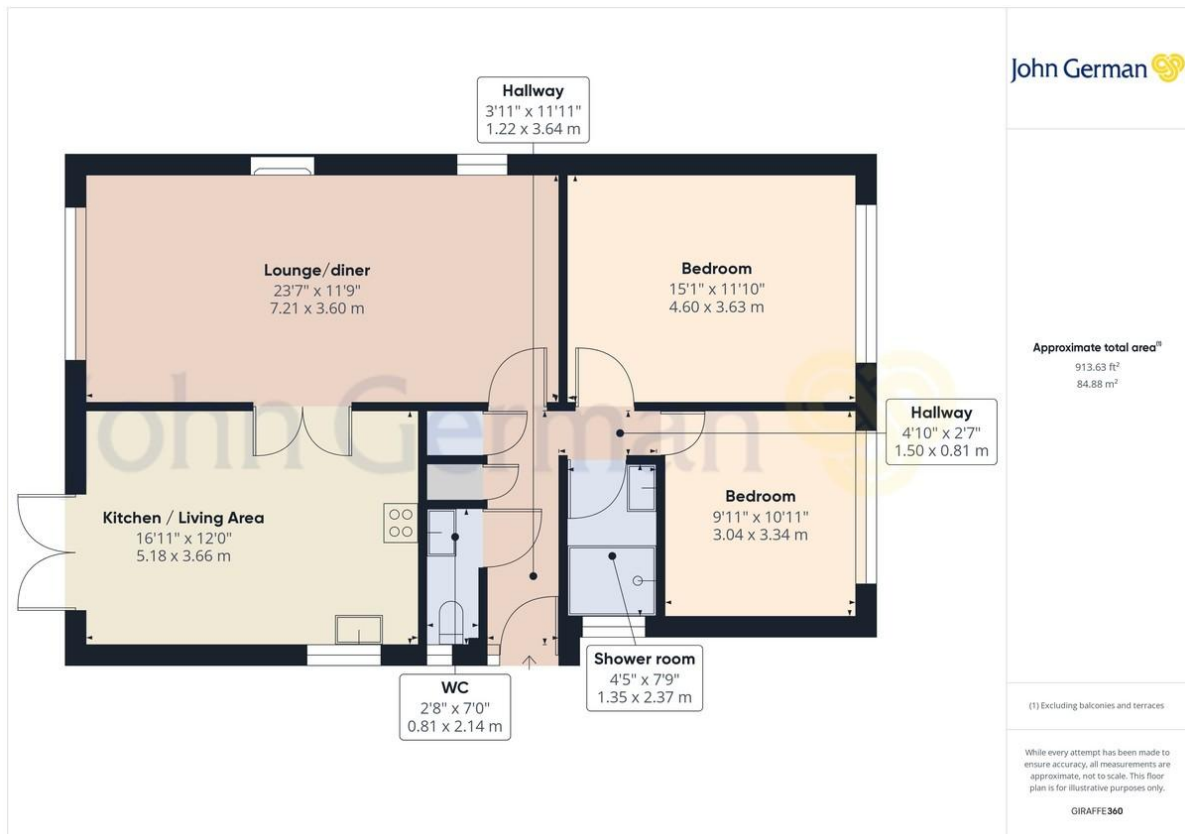 Hallway
3'11" x 11'11"
1.22 x 3.64 m
Lounge/diner
23'7" x 11'9"
7.21 x 3.60 m
Bedroom
15'1" x 11'10"
4.60 x 3.63 m
John German
Hallway
4'10" x 2'7"
1.50 x 0.81 m
Kitchen / Living Area
16'11" x 12'0"
5.18 x 3.66 m
Bedroom
9'11" x 10'11"
3.04 x 3.34 m
Shower room
4'5" x 7'9"
1.35 x 2.37 m
WC
2'8" x 7'0"
0.81 x 2.14 m
John German
Approximate total area⁽¹⁾
913.63 ft²
84.88 m²
(1) Excluding balconies and terraces
While every attempt has been made to
ensure accuracy, all measurements are
approximate, not to scale. This floor
plan is for illustrative purposes only.
GIRAFFE360